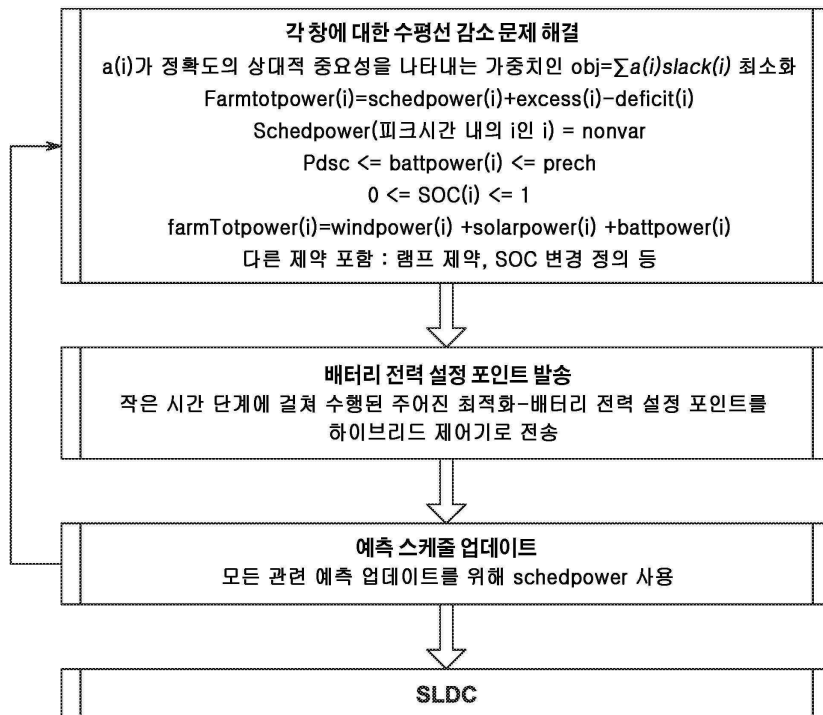 각 창에 대한 수평선 감소 문제 해결
a(i)가 정확도의 상대적 중요성을 나타내는 가중치인 obj=∑a(i)slack(i) 최소화
Farmtotpower(i)=schedpower(i)+excess(i)-deficit(i)
Schedpower(피크시간 내의 i인 i) = nonvar
Pdsc <= battpower(i) <= prech
0 <= SOC(i) <= 1
farmTotpower(i)=windpower(i) +solarpower(i) +battpower(i)
다른 제약 포함 : 램프 제약, SOC 변경 정의 등
배터리 전력 설정 포인트 발송
작은 시간 단계에 걸쳐 수행된 주어진 최적화-배터리 전력 설정 포인트를
하이브리드 제어기로 전송
예측 스케줄 업데이트
모든 관련 예측 업데이트를 위해 schedpower 사용
SLDC